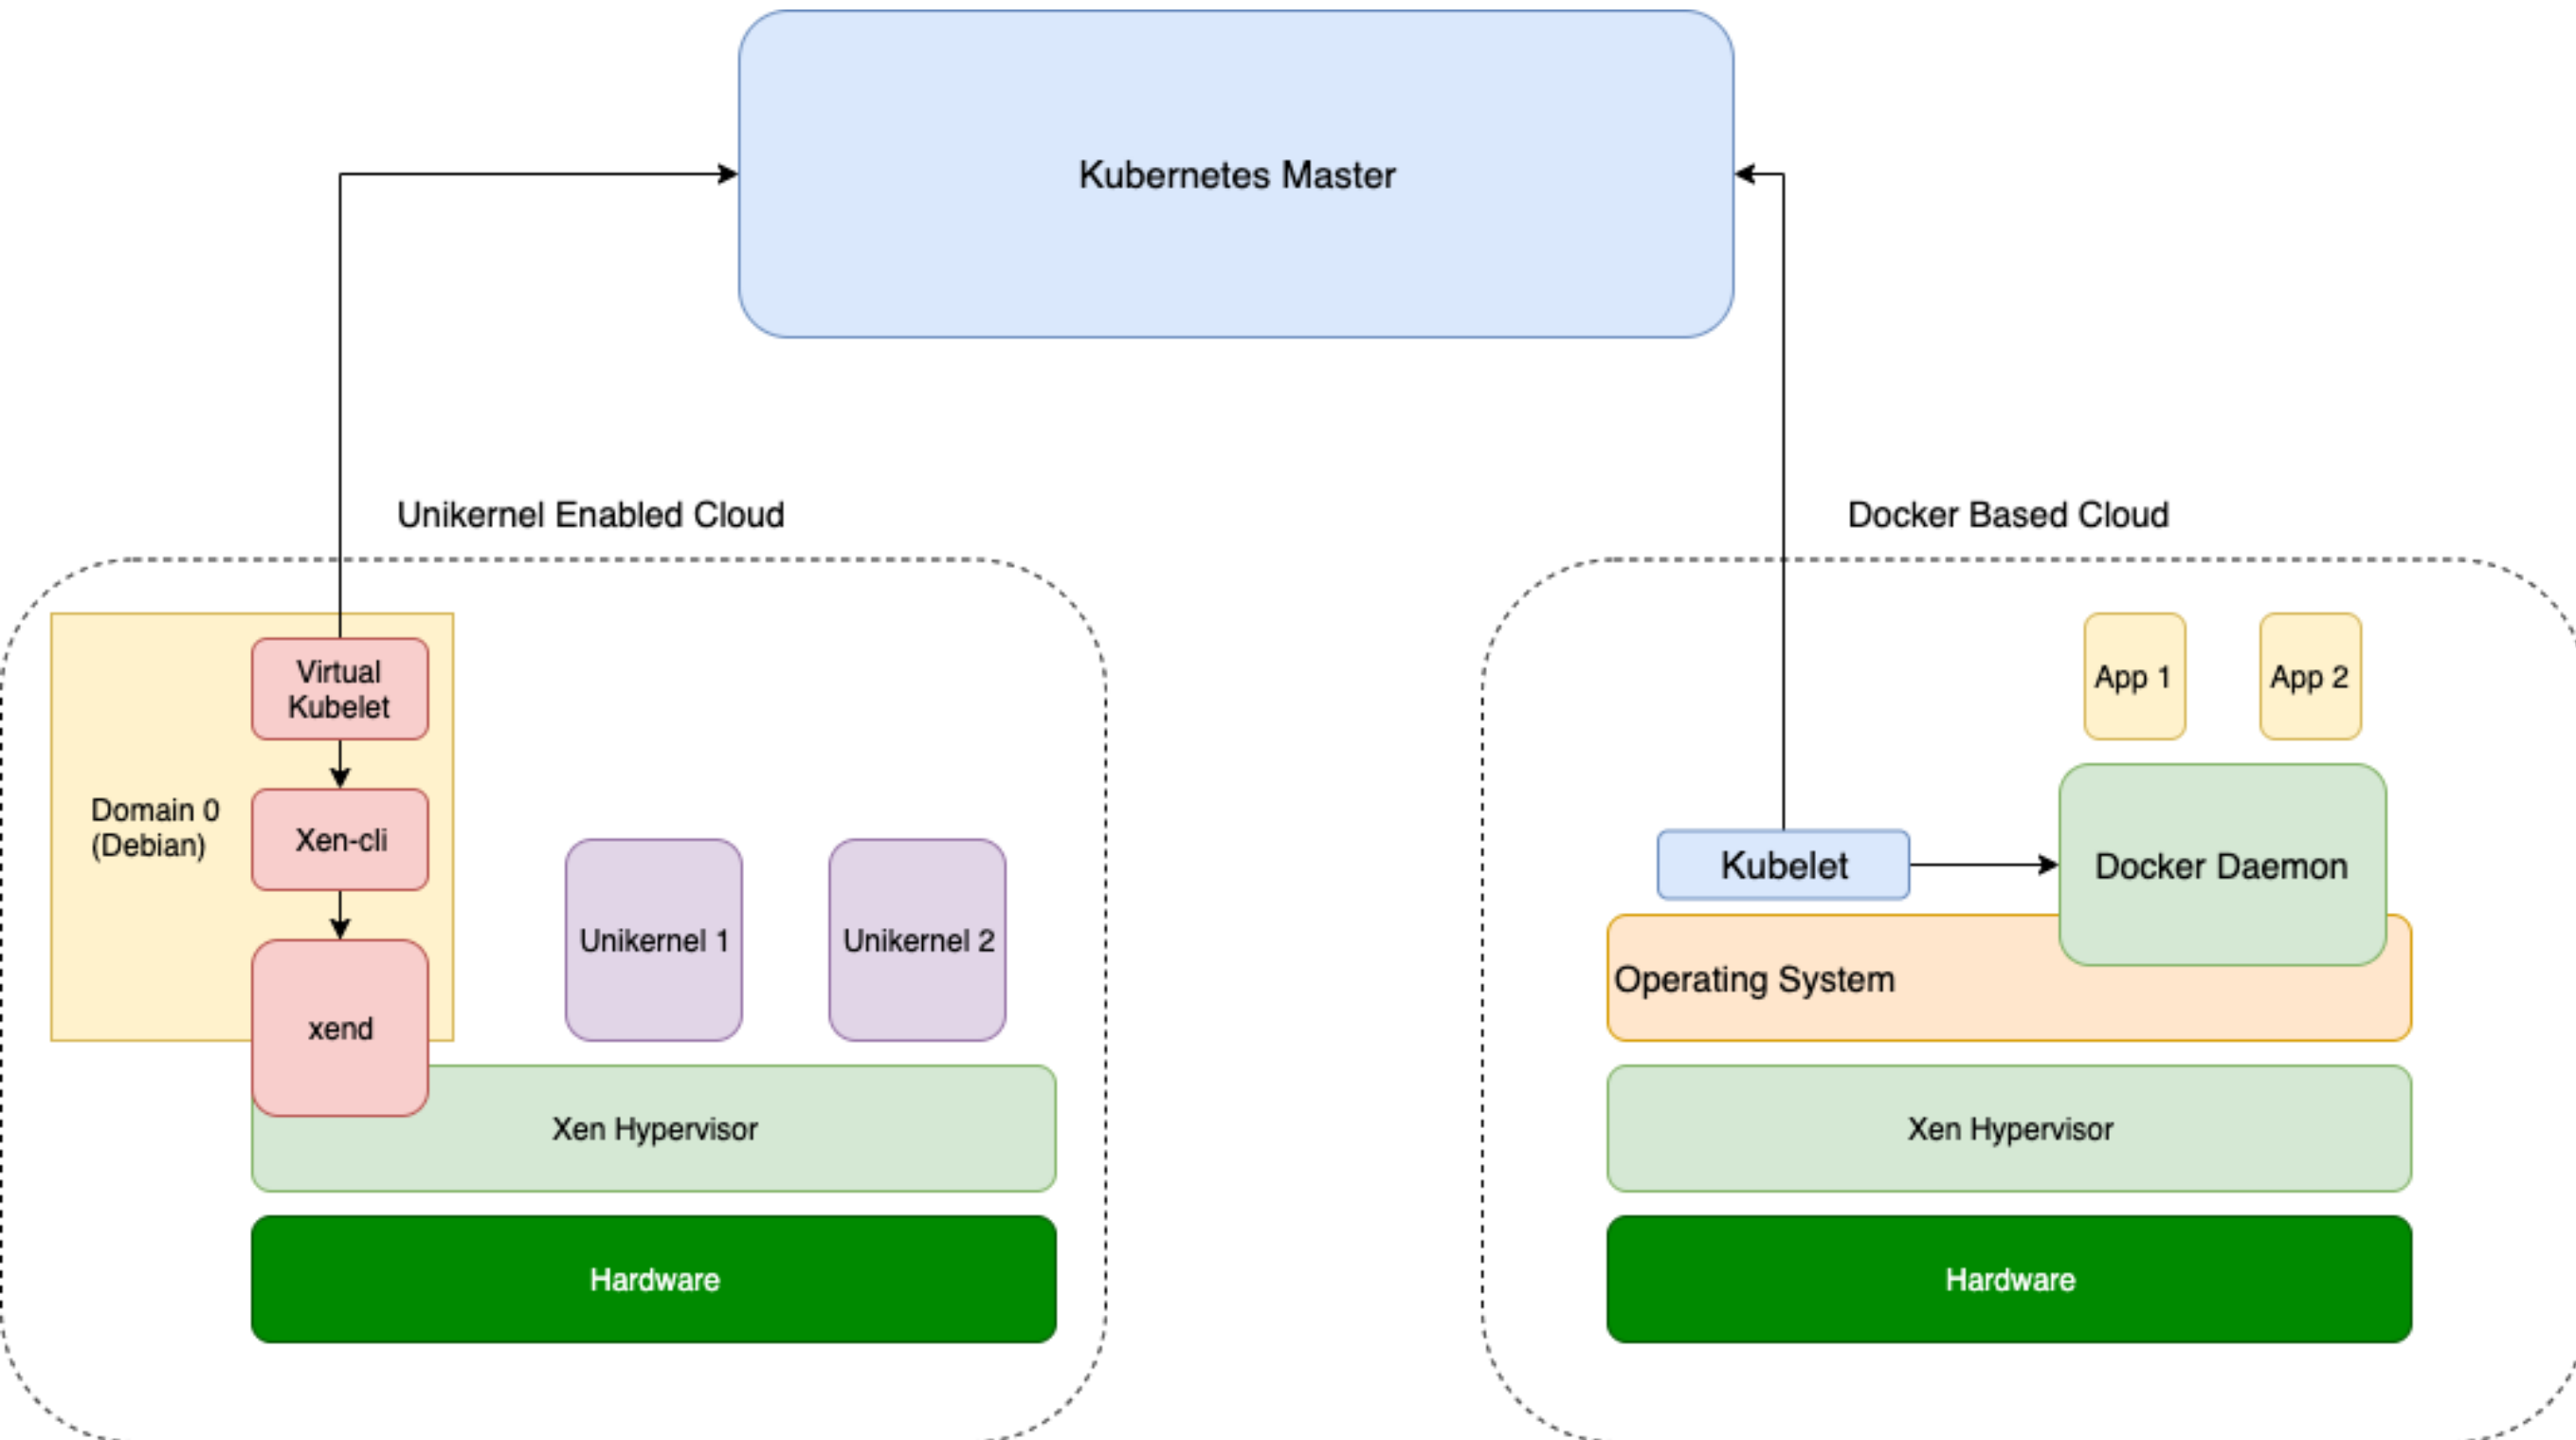 Kubernetes Master
Unikernel Enabled Cloud
Docker Based Cloud
Virtual
Kubelet
Domain 0
(Debian)
Xen-cli
xend
Unikernel 1
Unikernel 2
Xen Hypervisor
Hardware
App 1
App 2
Kubelet
Docker Daemon
Operating System
Xen Hypervisor
Hardware